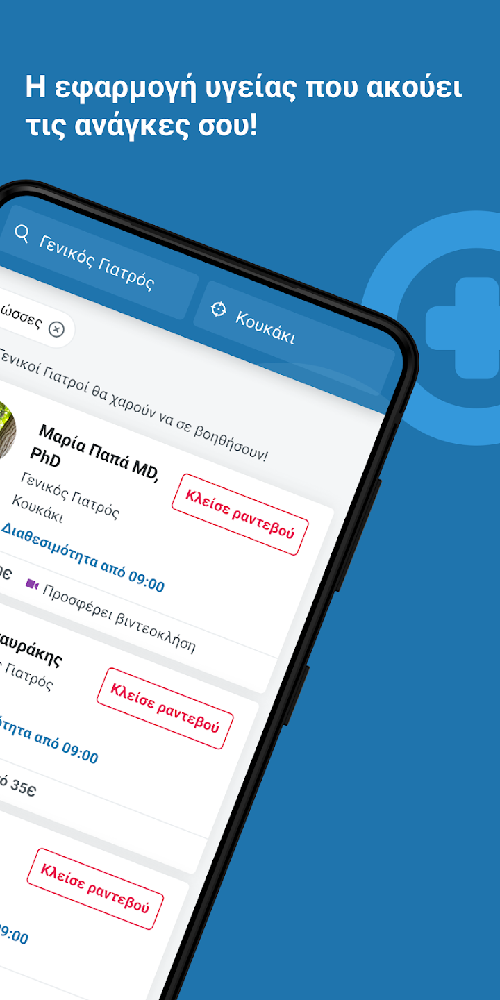 Η εφαρμογή υγείας που ακούει
τις ανάγκες σου!
Γενικός Γιατρός
Κουκάκι
ώσσες
Γενικοί Γιατροί θα χαρούν να σε βοηθήσουν!
Μαρία Παπά MD,
PhD
Γενικός Γιατρός
Κουκάκι
Κλείσε ραντεβού
Διαθεσιμότητα από 09:00
0€
Προσφέρει βιντεοκλήση
αυράκης
ς Γιατρός
Κλείσε ραντεβού
ότητα από 09:00
ό 35€
Κλείσε ραντεβού
09:00